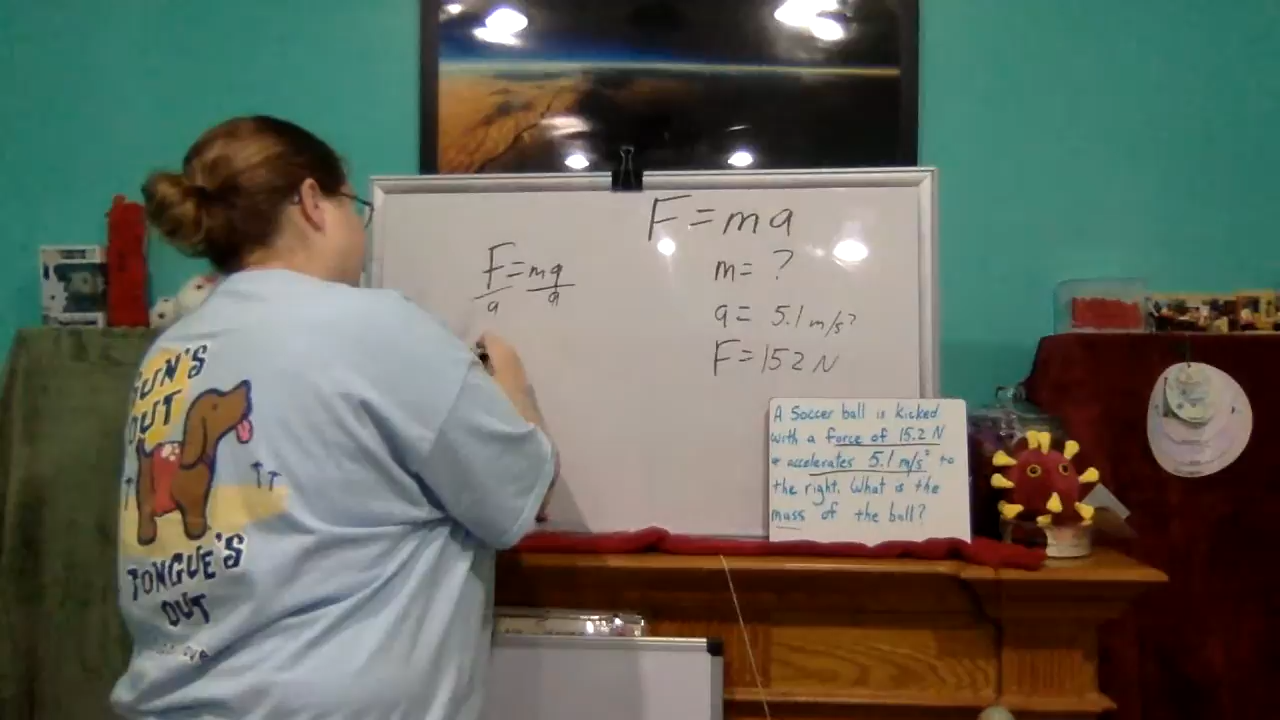 F = ma
m = ?
a = 5.1 m/s²
F = 15.2 N
F = ma
a a
A Soccer ball is kicked
with a force of 15.2 N
& accelerates 5.1 m/s² to
the right. What is the
mass of the ball?
SUN'S
OUT
TONGUE'S
OUT